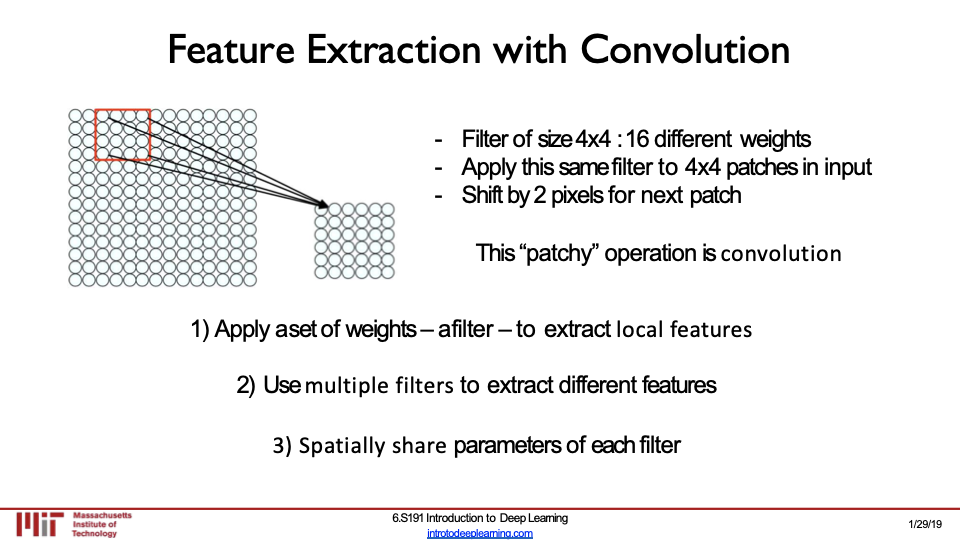 Feature Extraction with Convolution
- Filter of size 4x4 : 16 different weights
- Apply this same filter to 4x4 patches in input
- Shift by 2 pixels for next patch
This “patchy” operation is convolution
1) Apply a set of weights – a filter – to extract local features
2) Use multiple filters to extract different features
3) Spatially share parameters of each filter
Massachusetts
Institute of
Technology
6.S191 Introduction to Deep Learning
introtodeeplearning.com
1/29/19